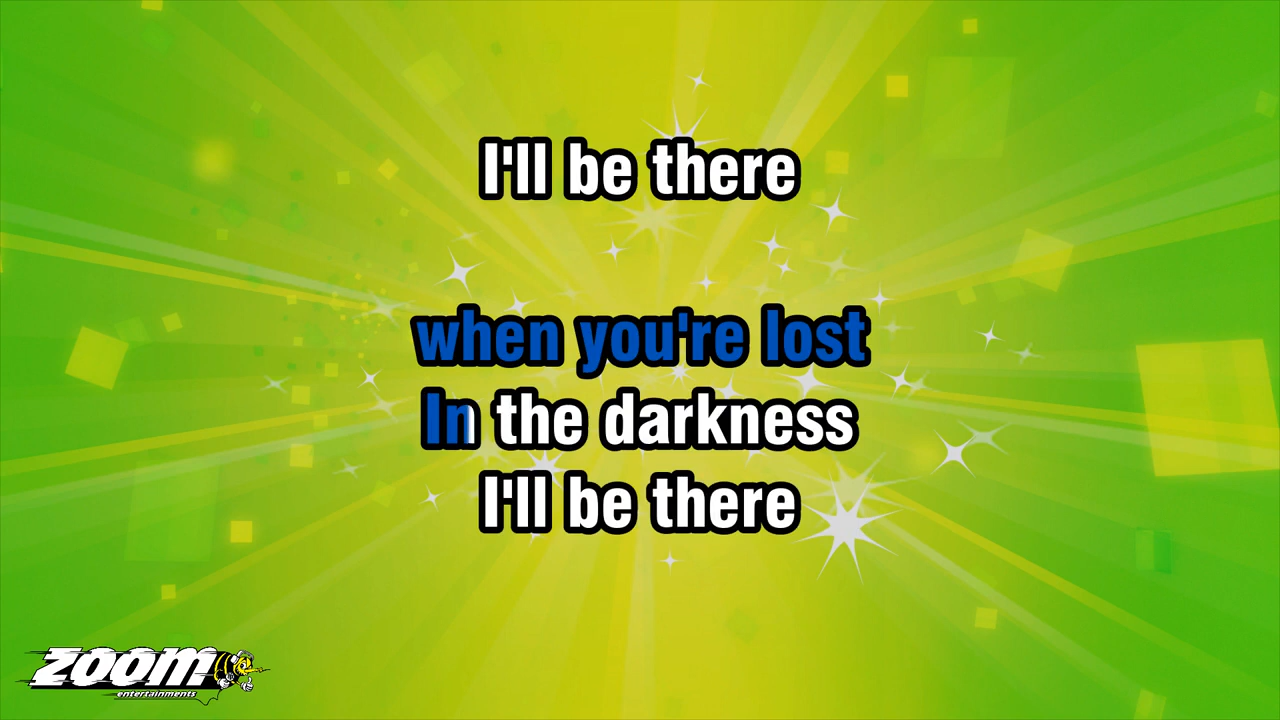 I'll be there
when you're lost
In the darkness
I'll be there
ZOOM
entertainments